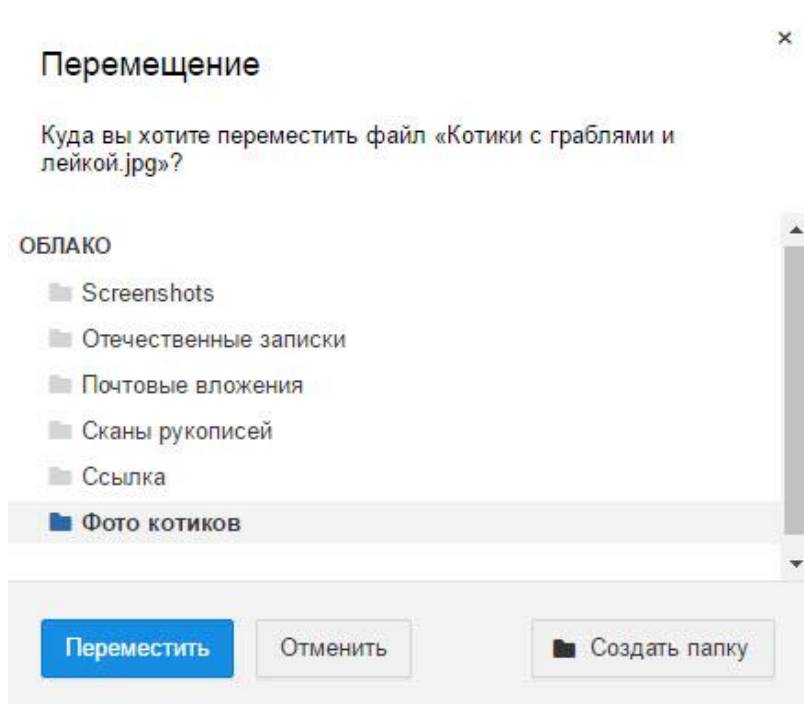 Перемещение
Куда вы хотите переместить файл «Котики с граблями и
лейкой.jpg»?
ОБЛАКО
Screenshots
Отечественные записки
Почтовые вложения
Сканы рукописей
Ссылка
Фото котиков
Переместить Отменить Создать папку